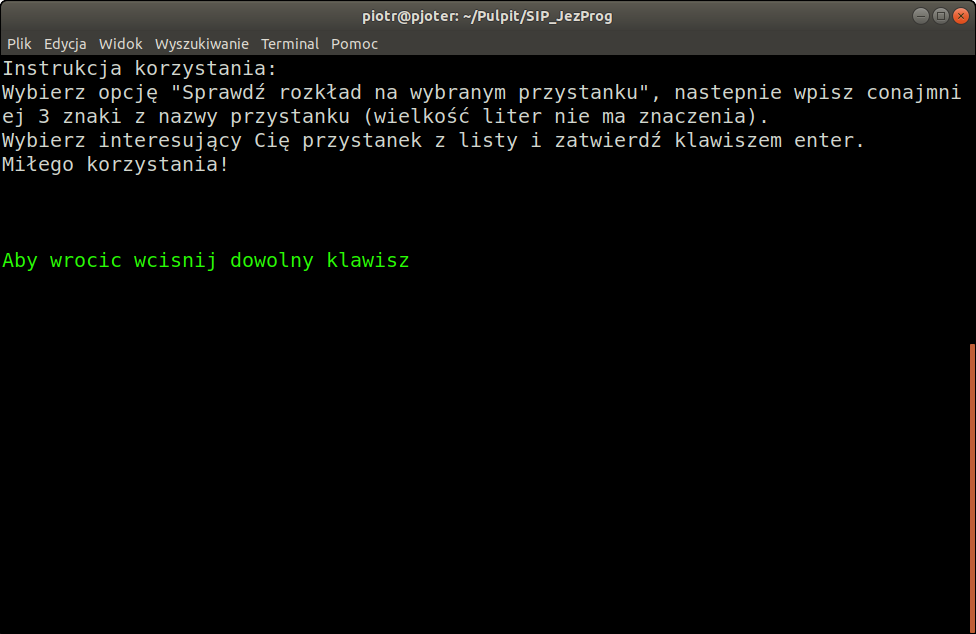 piotr@pjoter: ~/Pulpit/SIP_JezProg
Plik Edycja Widok Wyszukiwanie Terminal Pomoc
Instrukcja korzystania:
Wybierz opcję "Sprawdź rozkład na wybranym przystanku", nastepnie wpisz conajmni
ej 3 znaki z nazwy przystanku (wielkość liter nie ma znaczenia).
Wybierz interesujący Cię przystanek z listy i zatwierdź klawiszem enter.
Miłego korzystania!
Aby wrocic wcisnij dowolny klawisz